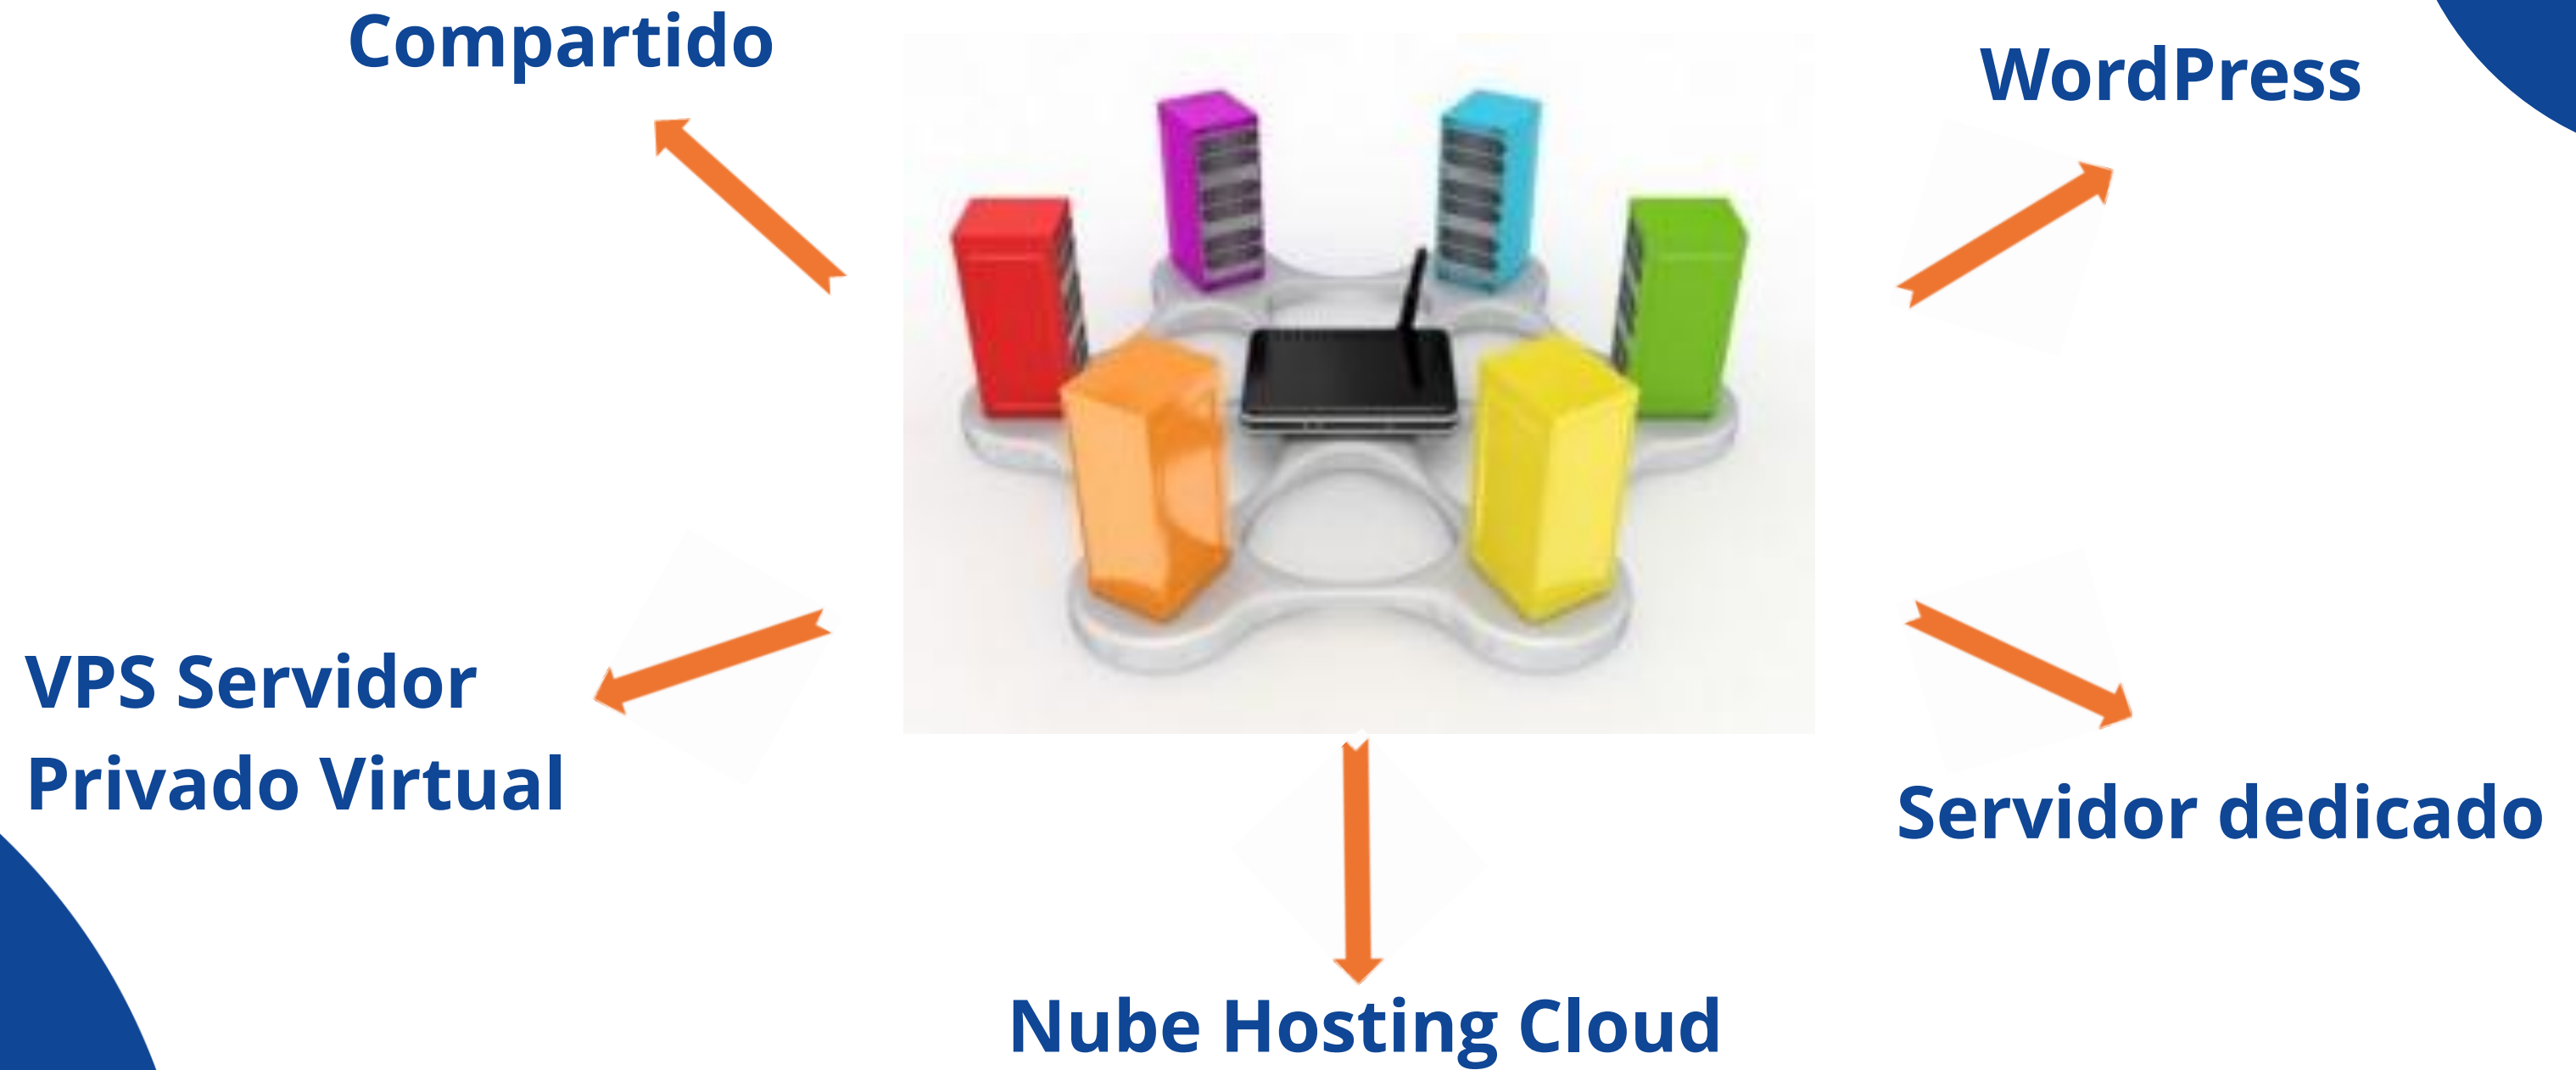 Compartido
WordPress
VPS Servidor
Privado Virtual
Servidor dedicado
Nube Hosting Cloud